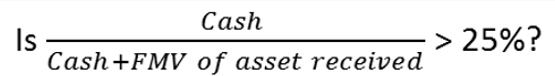 Is Cash / Cash+FMV of asset received > 25%?